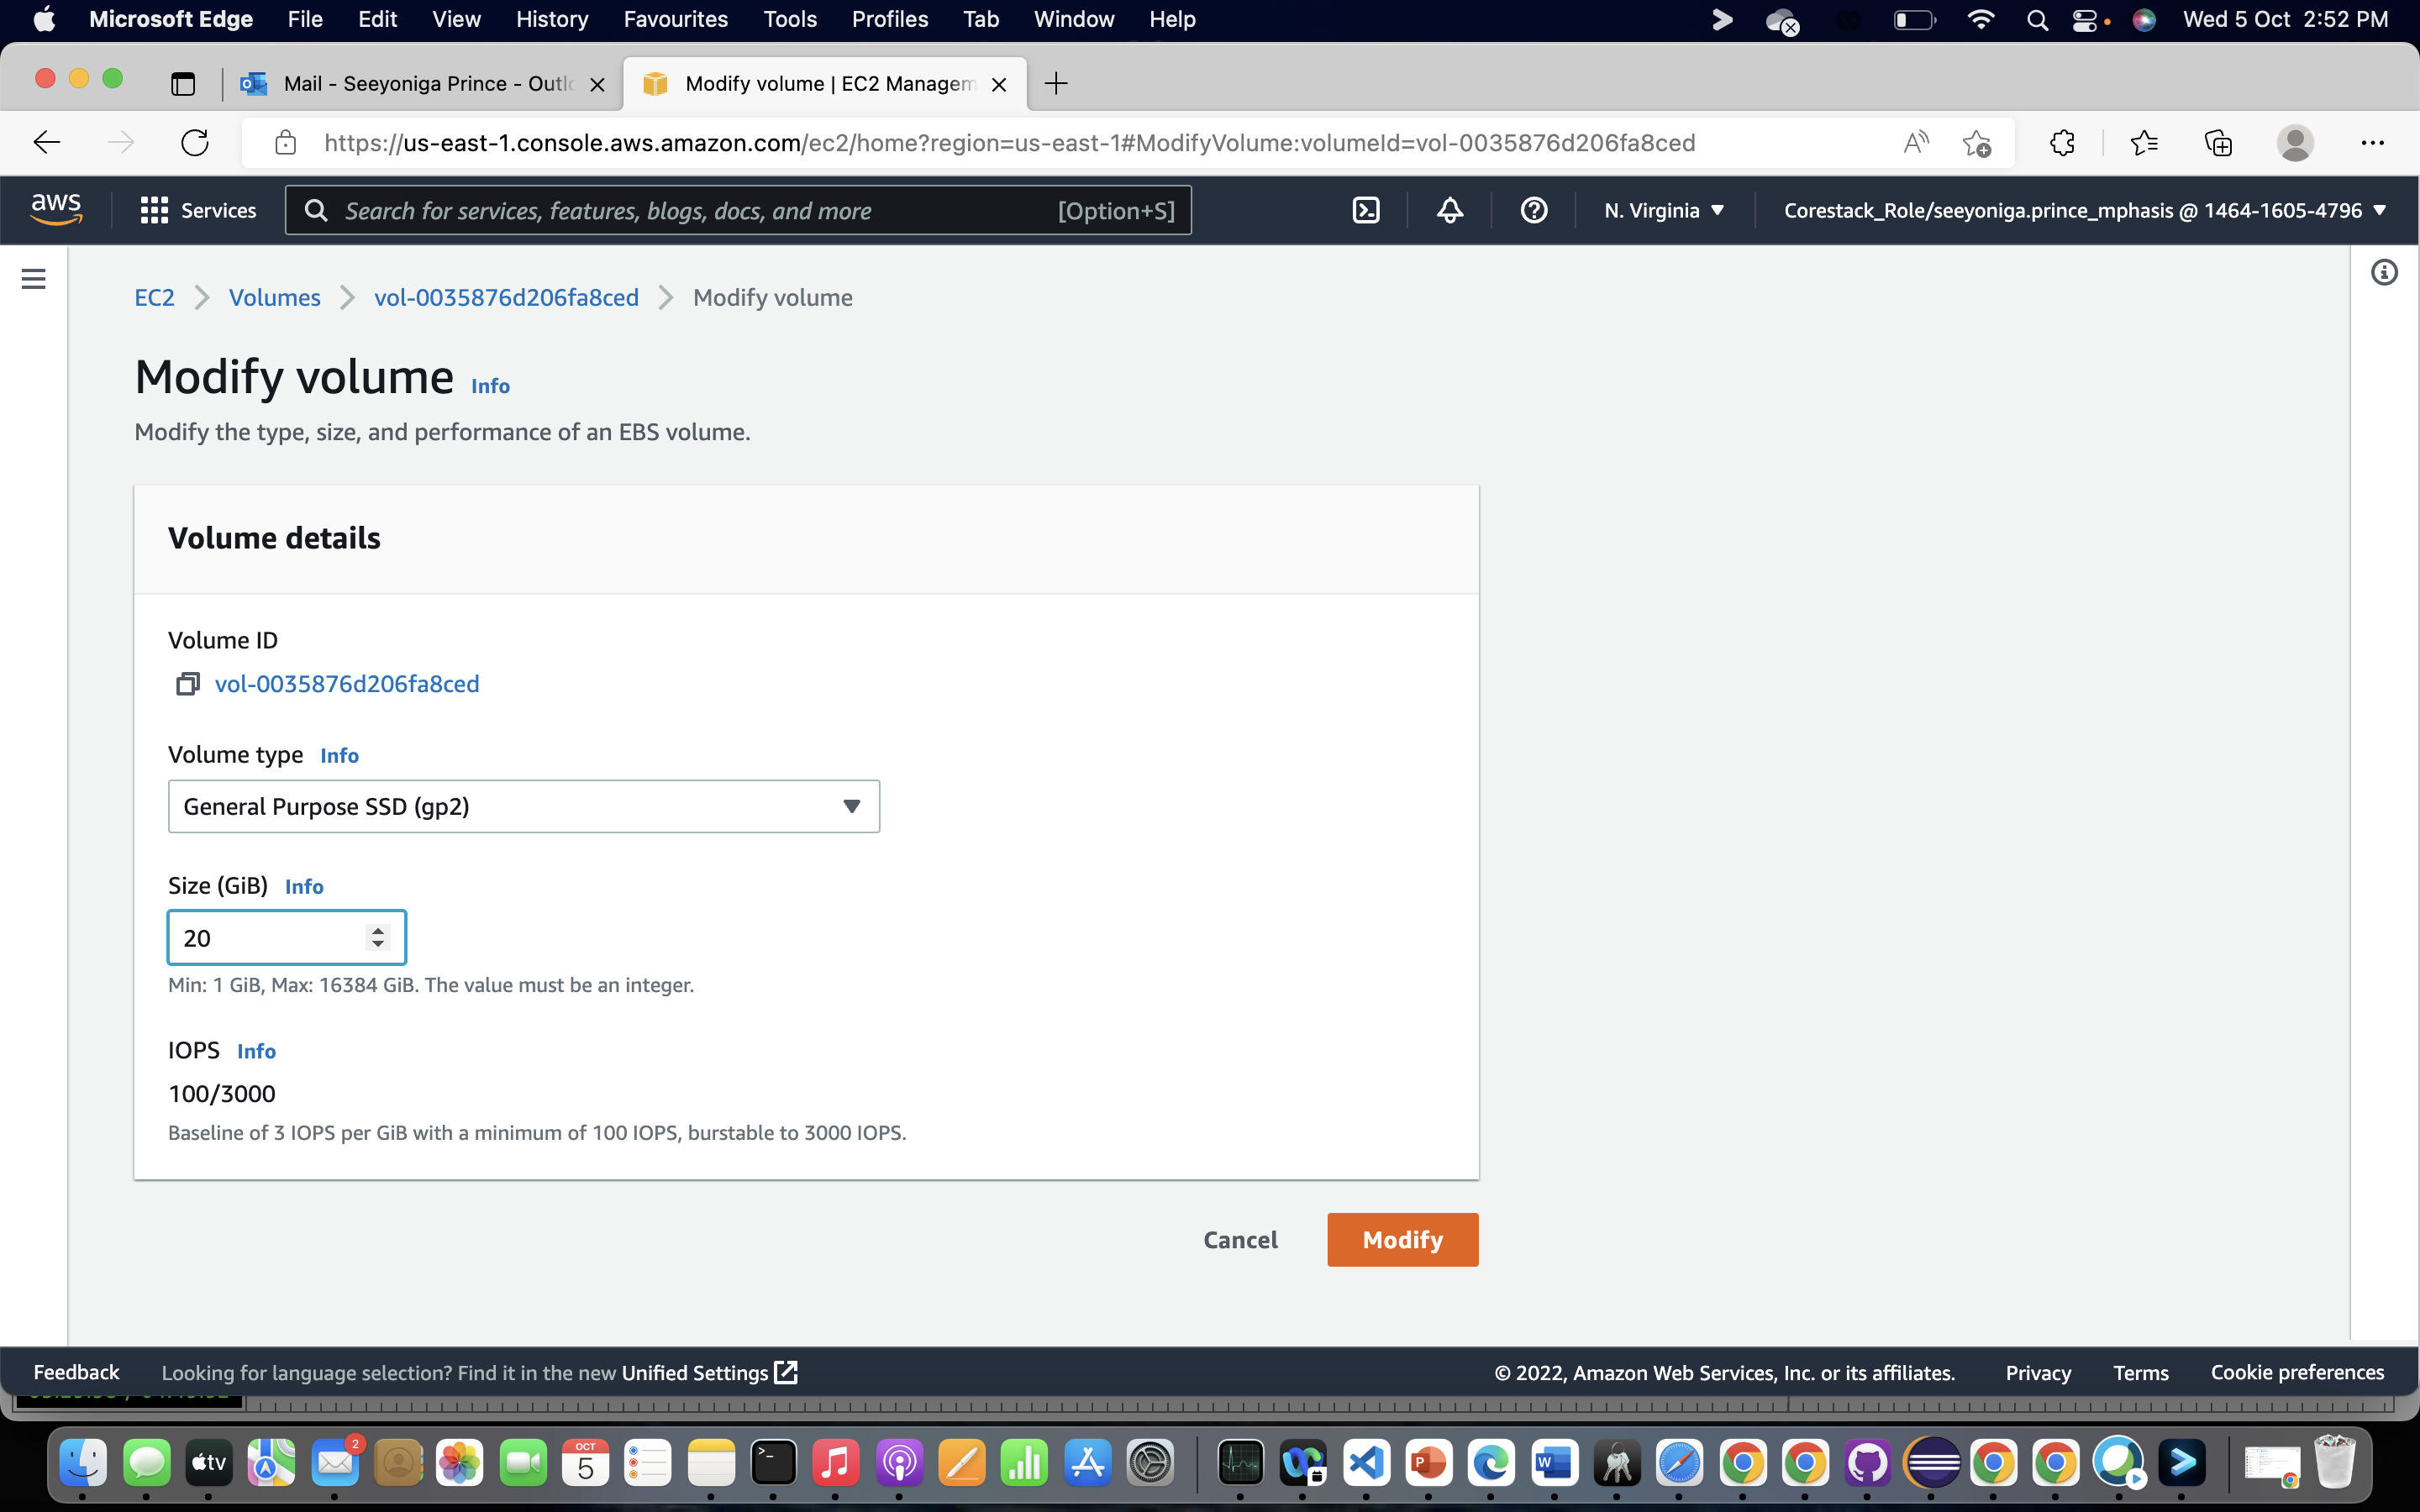 Microsoft Edge File Edit View History Favourites Tools Profiles Tab Window Help Wed 5 Oct 2:52 PM
Mail - Seeyoniga Prince - Outlo Modify volume | EC2 Managem
https://us-east-1.console.aws.amazon.com/ec2/home?region=us-east-1#ModifyVolume:volumeId=vol-0035876d206fa8ced
aws Services Search for services, features, blogs, docs, and more [Option+S] N. Virginia Corestack_Role/seeyoniga.prince_mphasis @ 1464-1605-4796
EC2 Volumes vol-0035876d206fa8ced Modify volume
Modify volume Info
Modify the type, size, and performance of an EBS volume.
Volume details
Volume ID
vol-0035876d206fa8ced
Volume type Info
General Purpose SSD (gp2)
Size (GiB) Info
20
Min: 1 GiB, Max: 16384 GiB. The value must be an integer.
IOPS Info
100/3000
Baseline of 3 IOPS per GiB with a minimum of 100 IOPS, burstable to 3000 IOPS.
Cancel Modify
Feedback Looking for language selection? Find it in the new Unified Settings © 2022, Amazon Web Services, Inc. or its affiliates. Privacy Terms Cookie preferences
tv 2 OCT 5 P W